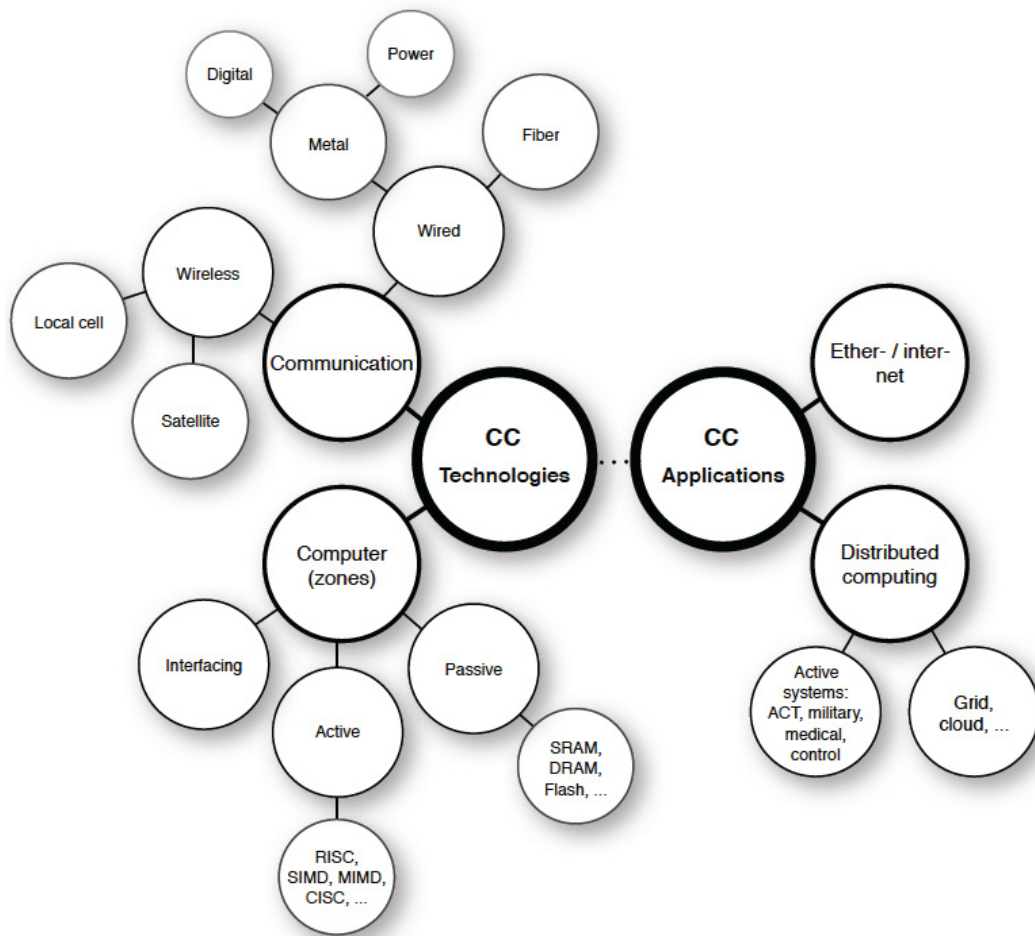 Digital
Power
Metal
Fiber
Wired
Wireless
Local cell
Communication
Satellite
Ether- / inter-
net
CC
Technologies
CC
Applications
Computer
(zones)
Distributed
computing
Interfacing
Passive
Active
Active
systems:
ACT, military,
medical,
control
Grid,
cloud, ...
SRAM,
DRAM,
Flash, ...
RISC,
SIMD, MIMD,
CISC, ...